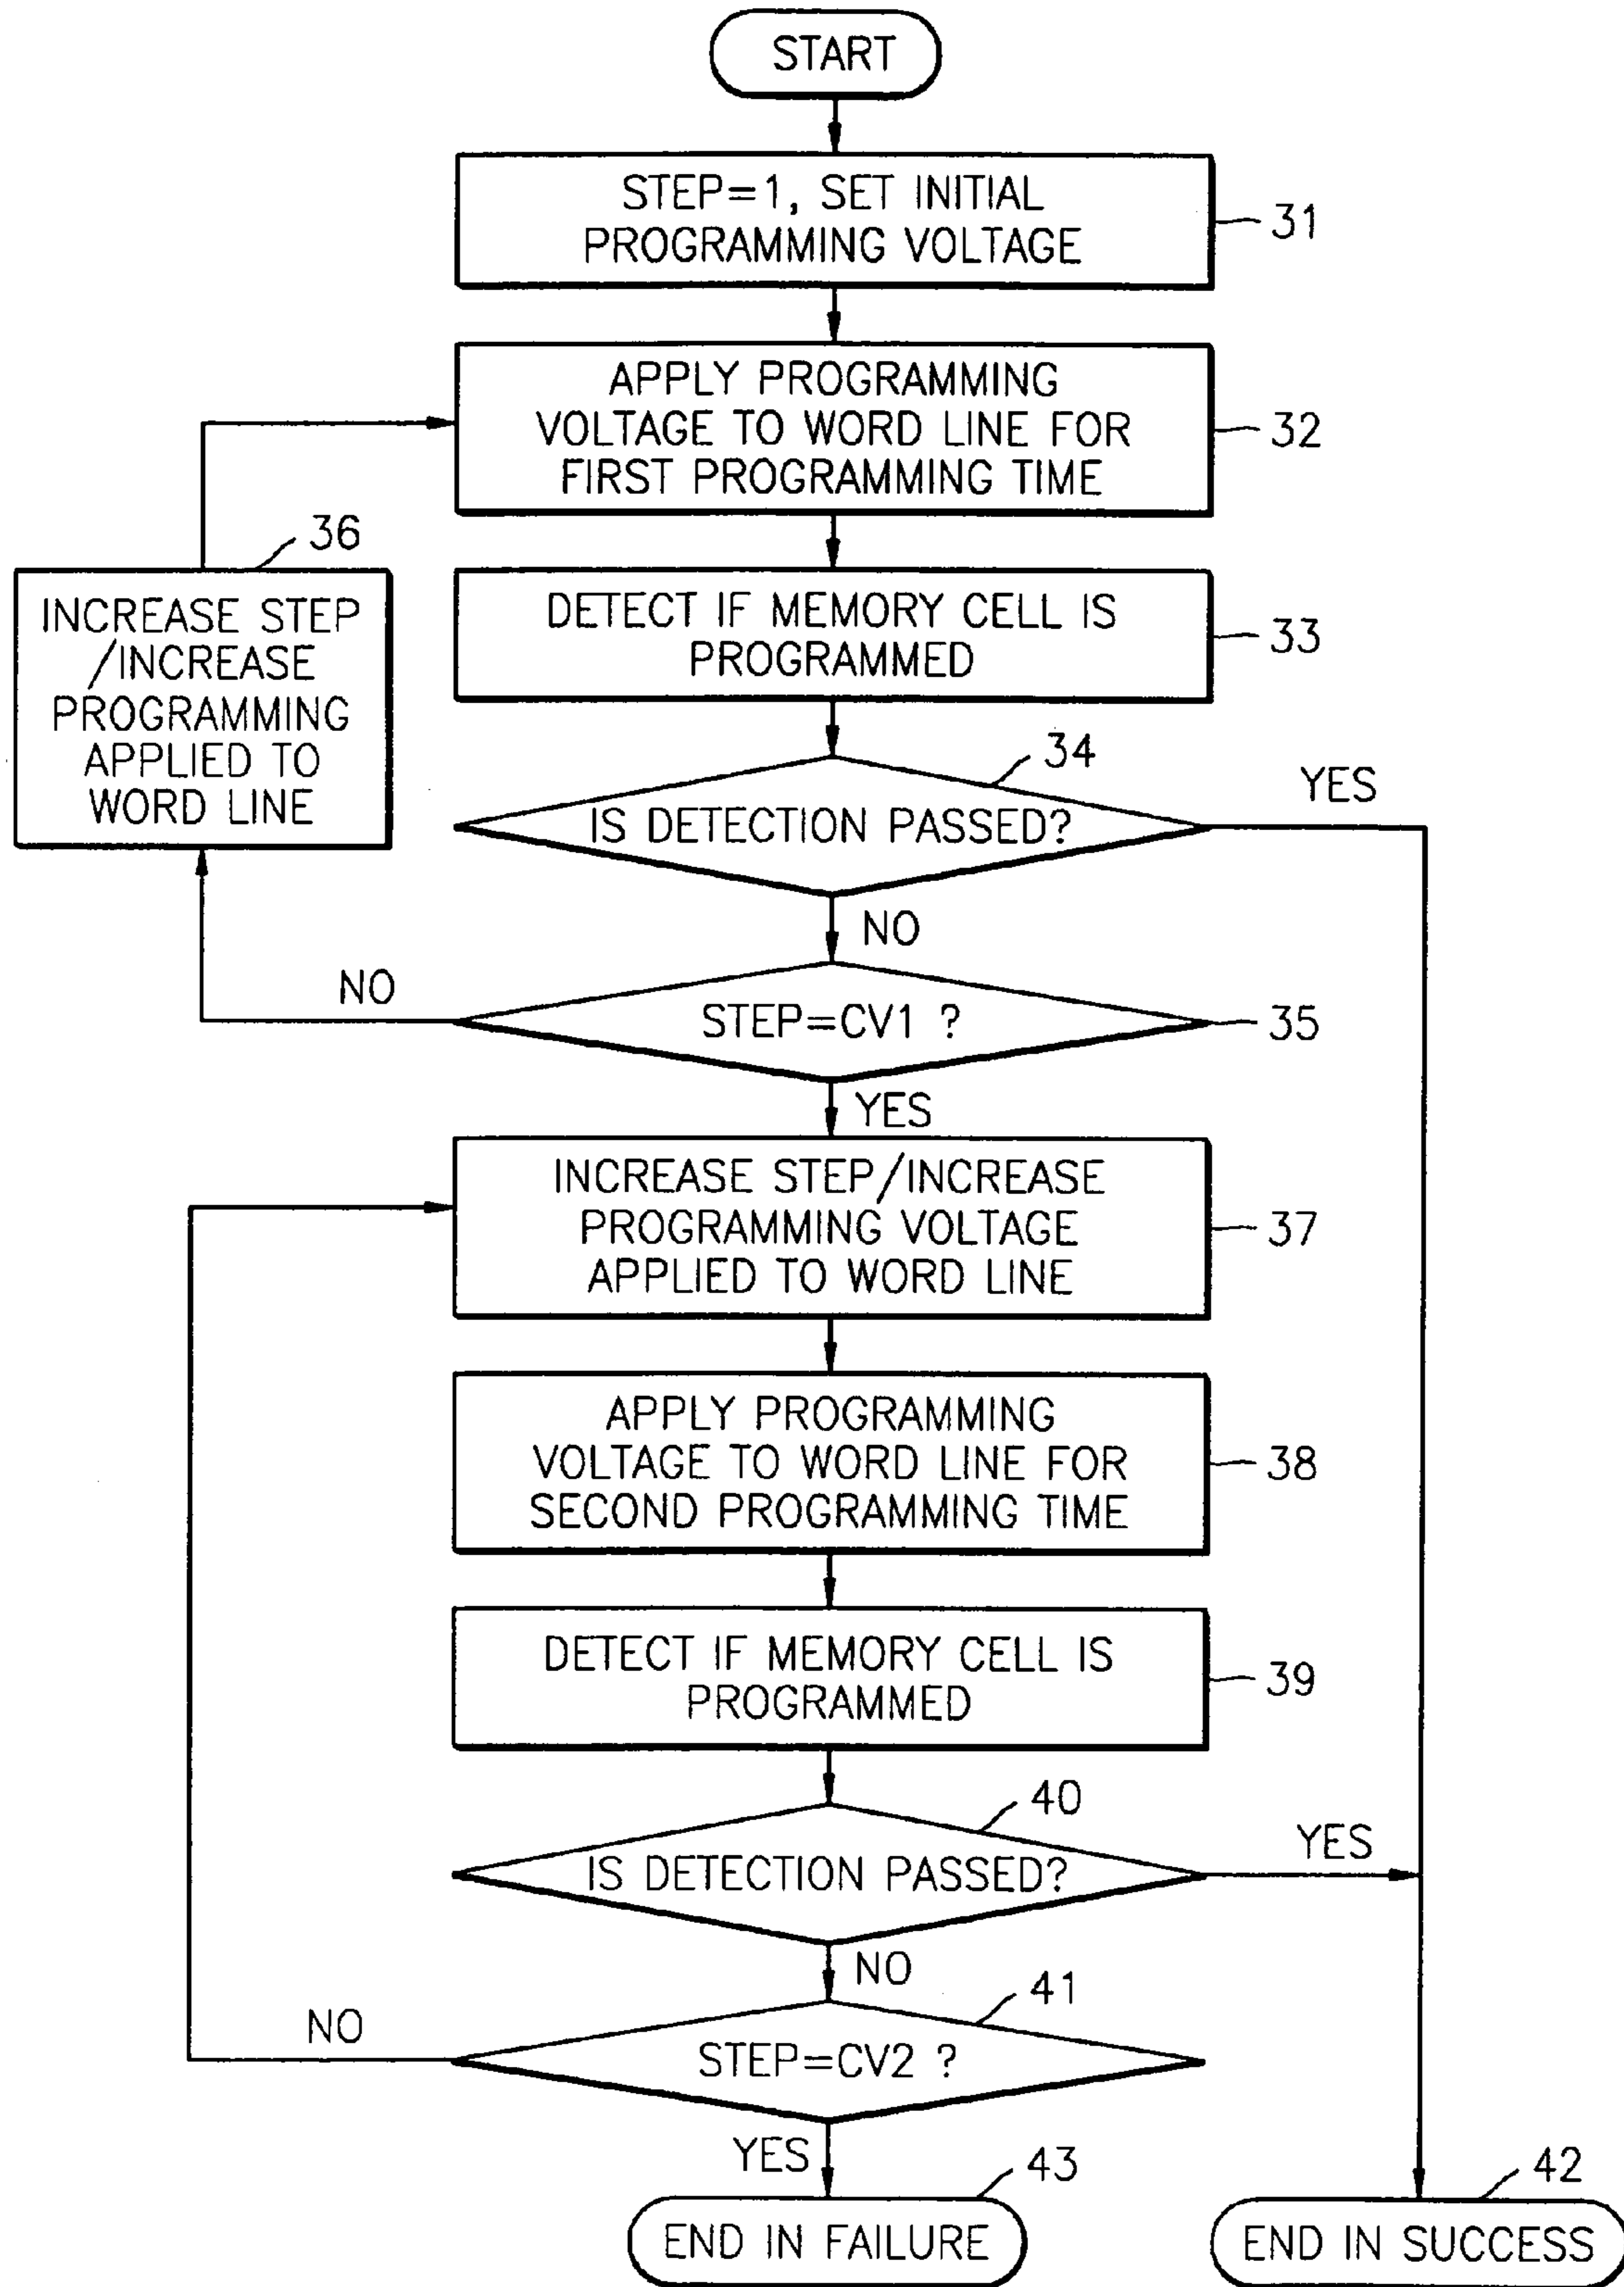 START
STEP=1, SET INITIAL
PROGRAMMING VOLTAGE
31
APPLY PROGRAMMING
VOLTAGE TO WORD LINE FOR
FIRST PROGRAMMING TIME
32
36
INCREASE STEP
/INCREASE
PROGRAMMING
APPLIED TO
WORD LINE
DETECT IF MEMORY CELL IS
PROGRAMMED
33
34
IS DETECTION PASSED?
YES
NO
STEP=CV1 ?
35
NO
YES
INCREASE STEP/INCREASE
PROGRAMMING VOLTAGE
APPLIED TO WORD LINE
37
APPLY PROGRAMMING
VOLTAGE TO WORD LINE FOR
SECOND PROGRAMMING TIME
38
DETECT IF MEMORY CELL IS
PROGRAMMED
39
40
IS DETECTION PASSED?
YES
NO
41
STEP=CV2 ?
NO
YES
43
END IN FAILURE
42
END IN SUCCESS